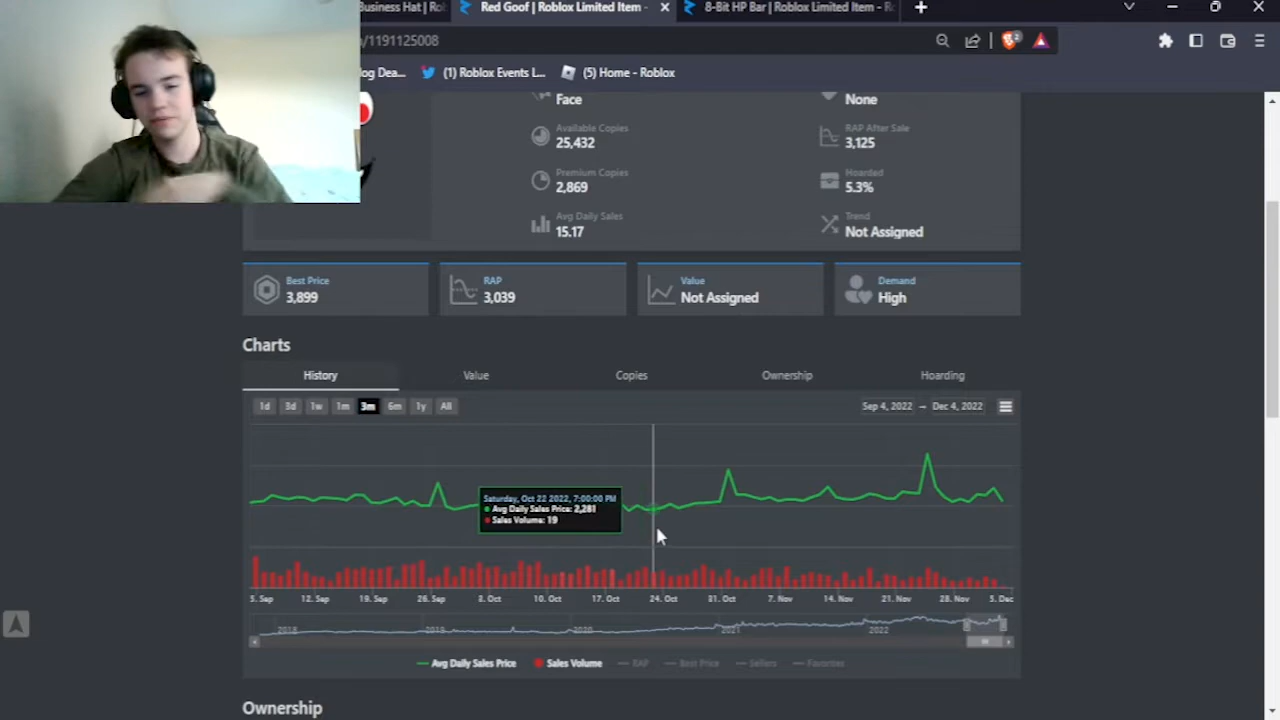 Business Hat | Ro
Red Goof | Roblox Limited Item -
8-Bit HP Bar | Roblox Limited Item - R
/1191125008
2
log Dea...
(1) Roblox Events L...
(5) Home - Roblox
Face
None
Available Copies
25,432
RAP After Sale
3,125
Premium Copies
2,869
Hoarded
5.3%
Avg Daily Sales
15.17
Trend
Not Assigned
Best Price
3,899
RAP
3,039
Value
Not Assigned
Demand
High
Charts
History
Value
Copies
Ownership
Hoarding
1d 3d 1w 1m 3m 6m 1y All
Sep 4, 2022 → Dec 4, 2022
Saturday, Oct 22 2022, 7:00:00 PM
Avg Daily Sales Price: 2,281
Sales Volume: 19
5. Sep 12. Sep 19. Sep 26. Sep 3. Oct 10. Oct 17. Oct 24. Oct 31. Oct 7. Nov 14. Nov 21. Nov 28. Nov 5. Dec
2018 2019 2020 2021 2022
Avg Daily Sales Price Sales Volume RAP Best Price Sellers Favorites
Ownership